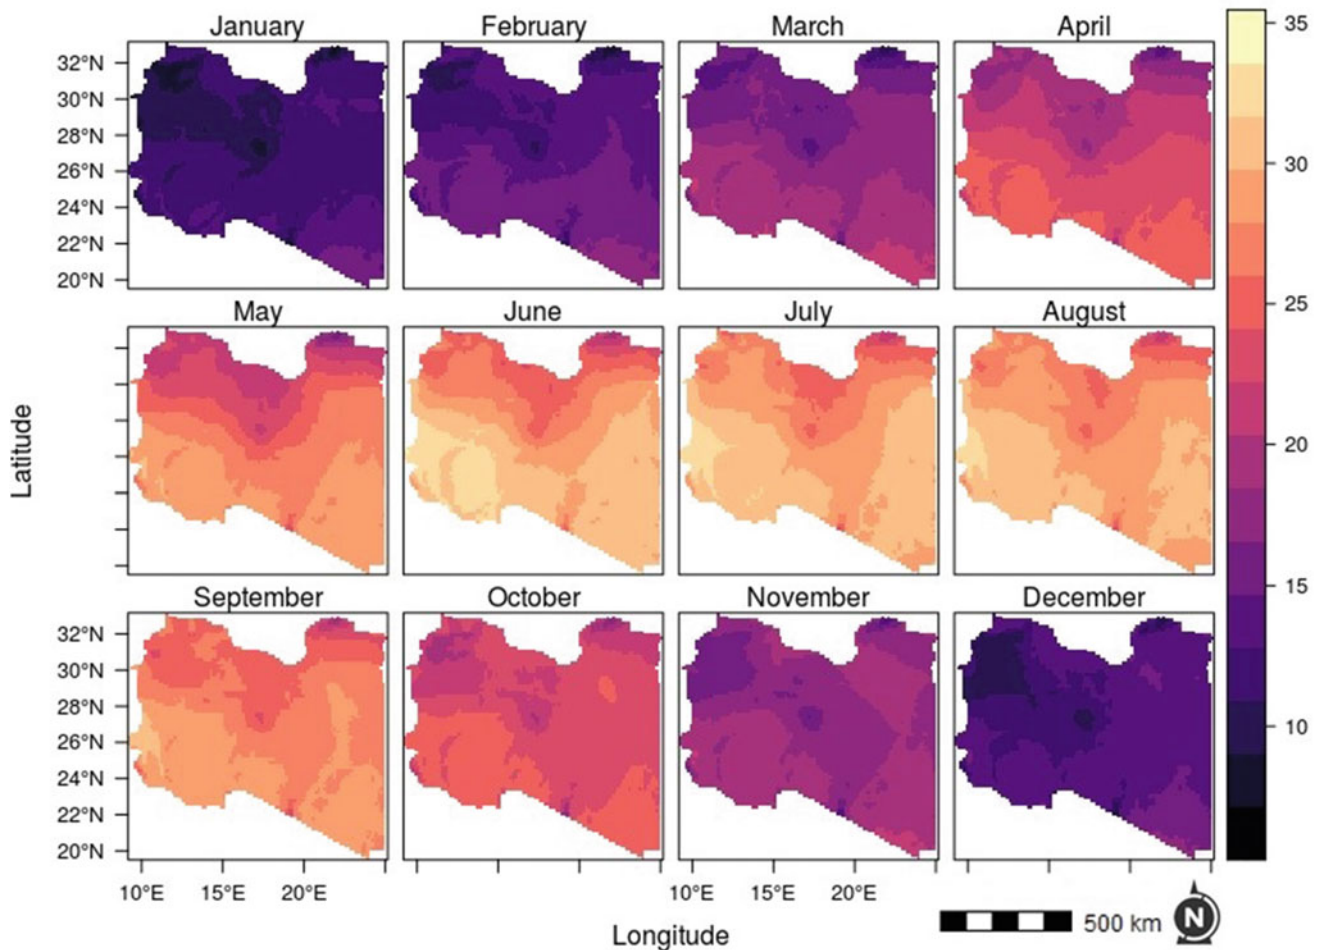 January February March April
35
32°N
30°N
28°N
26°N
24°N
22°N
20°N
30
May June July August
25
Latitude
20
September October November December
15
32°N
30°N
28°N
26°N
24°N
22°N
20°N
10
10°E 15°E 20°E 10°E 15°E 20°E
500 km
N
Longitude